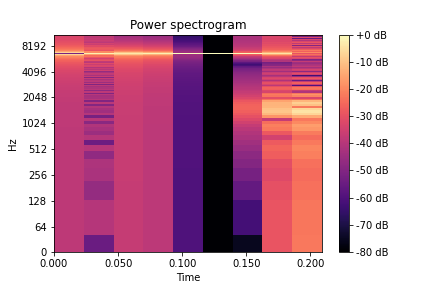 Power spectrogram
8192
4096
2048
1024
512
256
128
64
0
Hz
0.000 0.050 0.100 0.150 0.200
Time
+0 dB
-10 dB
-20 dB
-30 dB
-40 dB
-50 dB
-60 dB
-70 dB
-80 dB